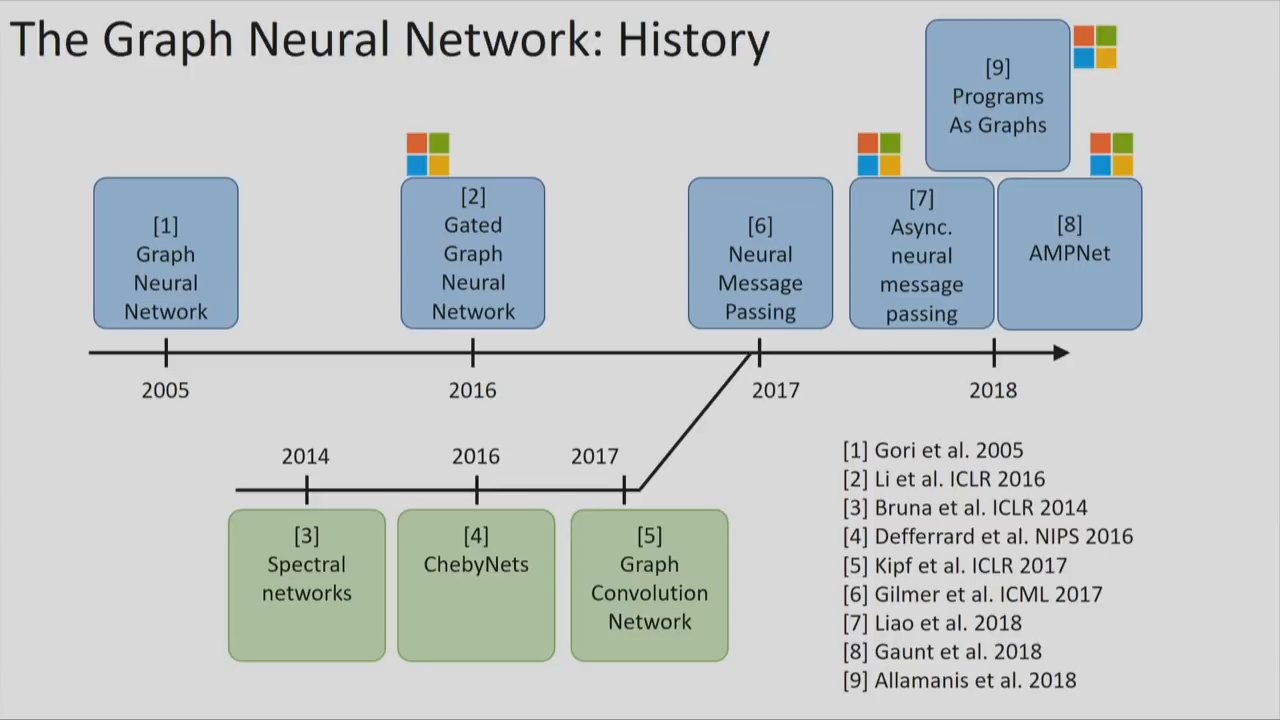 The Graph Neural Network: History
[9]
Programs
As Graphs
[1]
Graph
Neural
Network
[2]
Gated
Graph
Neural
Network
[6]
Neural
Message
Passing
[7]
Async.
neural
message
passing
[8]
AMPNet
2005
2016
2017
2018
2014
2016
2017
[3]
Spectral
networks
[4]
ChebyNets
[5]
Graph
Convolution
Network
[1] Gori et al. 2005
[2] Li et al. ICLR 2016
[3] Bruna et al. ICLR 2014
[4] Defferrard et al. NIPS 2016
[5] Kipf et al. ICLR 2017
[6] Gilmer et al. ICML 2017
[7] Liao et al. 2018
[8] Gaunt et al. 2018
[9] Allamanis et al. 2018